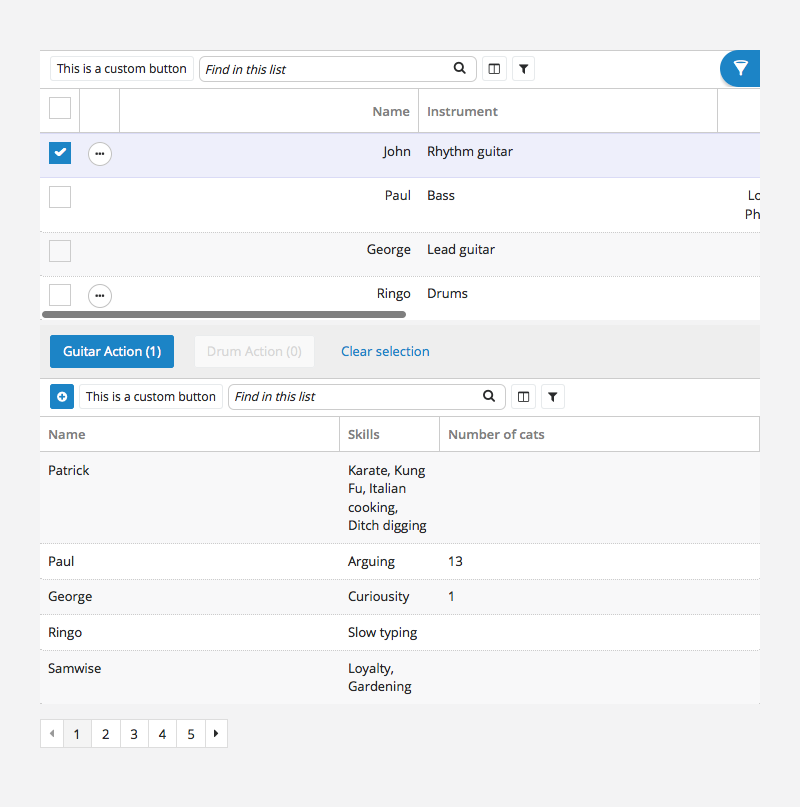 This is a custom button Find in this list
Name Instrument
John Rhythm guitar
Paul Bass Lo
Ph
George Lead guitar
Ringo Drums
Guitar Action (1) Drum Action (0) Clear selection
This is a custom button Find in this list
Name Skills Number of cats
Patrick Karate, Kung
Fu, Italian
cooking,
Ditch digging
Paul Arguing 13
George Curiousity 1
Ringo Slow typing
Samwise Loyalty,
Gardening
1 2 3 4 5